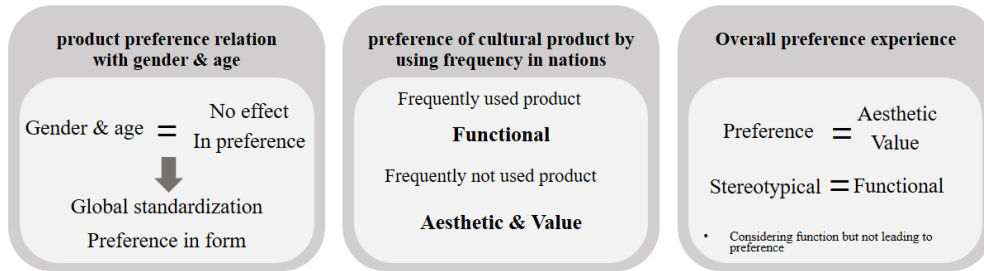 product preference relation
with gender & age
Gender & age = No effect
In preference
Global standardization
Preference in form
preference of cultural product by
using frequency in nations
Frequently used product
Functional
Frequently not used product
Aesthetic & Value
Overall preference experience
Preference = Aesthetic
Value
Stereotypical = Functional
• Considering function but not leading to
preference